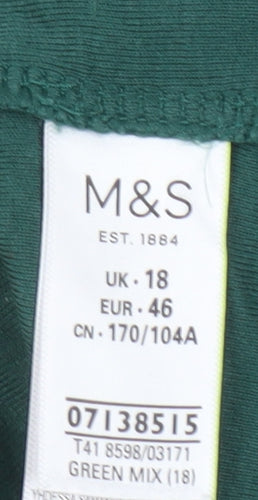 M&S
EST. 1884
UK · 18
EUR · 46
CN · 170/104A
07138515
T41 8598/03171
GREEN MIX (18)